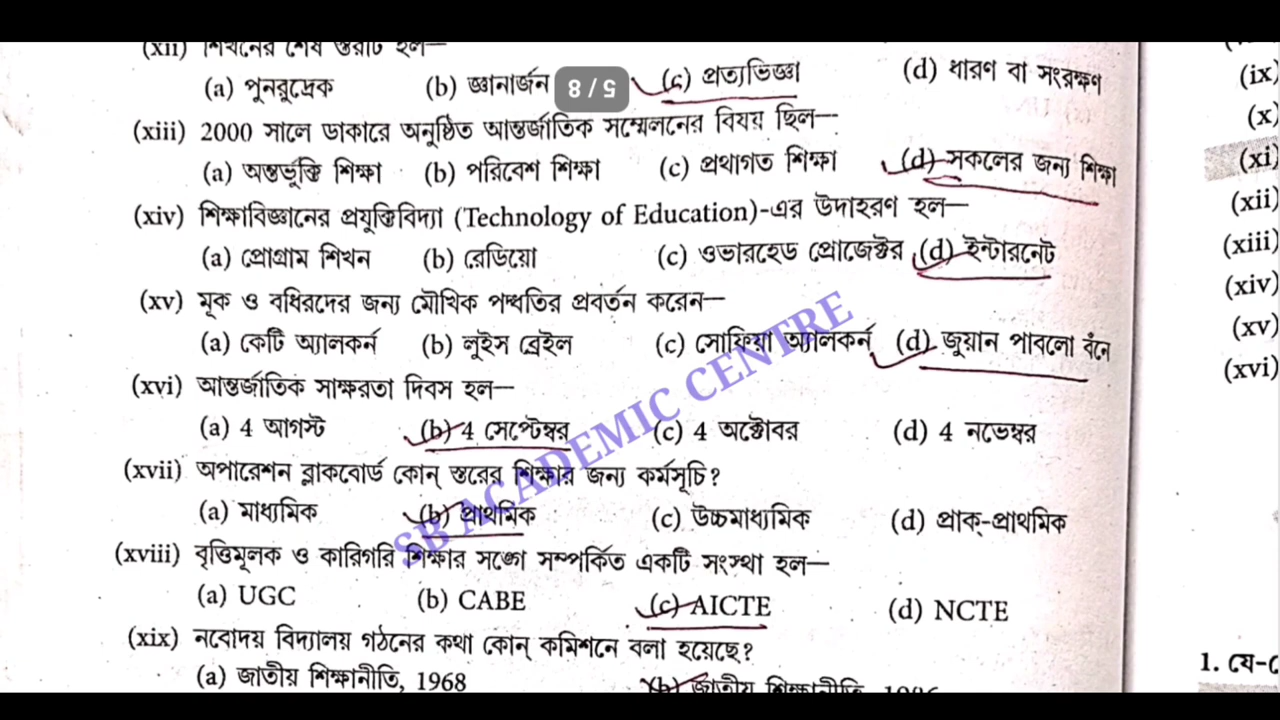 (xii) শিখনের শেষ স্তরটি হল—
(a) পুনরুদ্রেক (b) জ্ঞানার্জন (c) প্রত্যভিজ্ঞা (d) ধারণ বা সংরক্ষণ
5 / 8
(xiii) 2000 সালে ডাকারে অনুষ্ঠিত আন্তর্জাতিক সম্মেলনের বিষয় ছিল—
(a) অন্তর্ভুক্তি শিক্ষা (b) পরিবেশ শিক্ষা (c) প্রথাগত শিক্ষা (d) সকলের জন্য শিক্ষা
(xiv) শিক্ষাবিজ্ঞানের প্রযুক্তিবিদ্যা (Technology of Education)-এর উদাহরণ হল—
(a) প্রোগ্রাম শিখন (b) রেডিয়ো (c) ওভারহেড প্রোজেক্টর (d) ইন্টারনেট
(xv) মূক ও বধিরদের জন্য মৌখিক পদ্ধতির প্রবর্তন করেন—
(a) কেটি অ্যালকর্ন (b) লুইস ব্রেইল (c) সোফিয়া অ্যালকর্ন (d) জুয়ান পাবলো বঁনে
(xvi) আন্তর্জাতিক সাক্ষরতা দিবস হল—
(a) 4 আগস্ট (b) 4 সেপ্টেম্বর (c) 4 অক্টোবর (d) 4 নভেম্বর
(xvii) অপারেশন ব্লাকবোর্ড কোন্ স্তরের শিক্ষার জন্য কর্মসূচি?
(a) মাধ্যমিক (b) প্রাথমিক (c) উচ্চমাধ্যমিক (d) প্রাক্-প্রাথমিক
(xviii) বৃত্তিমূলক ও কারিগরি শিক্ষার সঙ্গে সম্পর্কিত একটি সংস্থা হল—
(a) UGC (b) CABE (c) AICTE (d) NCTE
(xix) নবোদয় বিদ্যালয় গঠনের কথা কোন্ কমিশনে বলা হয়েছে?
(a) জাতীয় শিক্ষানীতি, 1968 (b) জাতীয় শিক্ষানীতি, 1986
SB ACADEMIC CENTRE
(ix)
(x)
(xi)
(xii)
(xiii)
(xiv)
(xv)
(xvi)
1. যে-